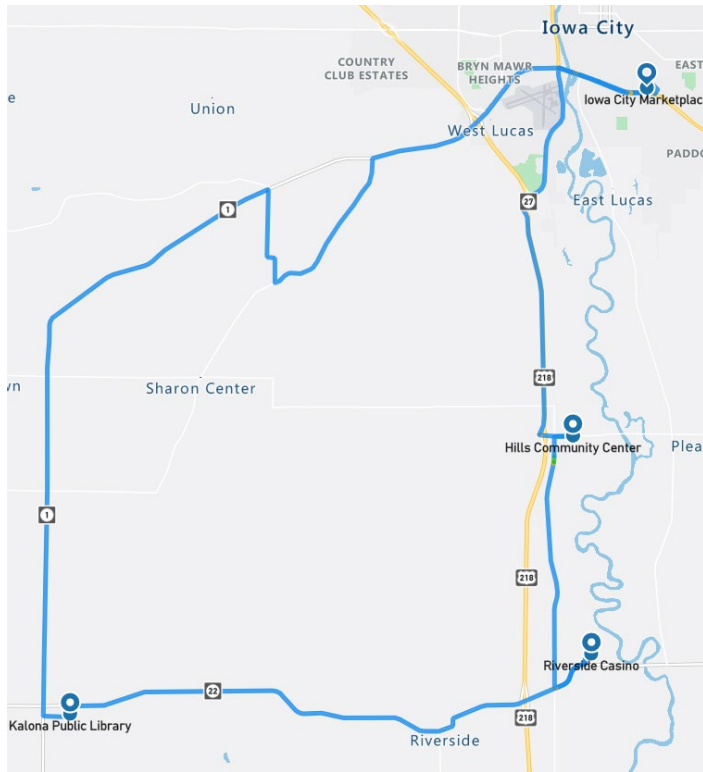 Iowa City
COUNTRY
CLUB ESTATES
BRYN MAWR
HEIGHTS
EAST
Iowa City Marketplac
e
Union
West Lucas
PADDO
27
East Lucas
1
218
wn
Sharon Center
Hills Community Center
Plea
1
218
Riverside Casino
22
Kalona Public Library
218
Riverside